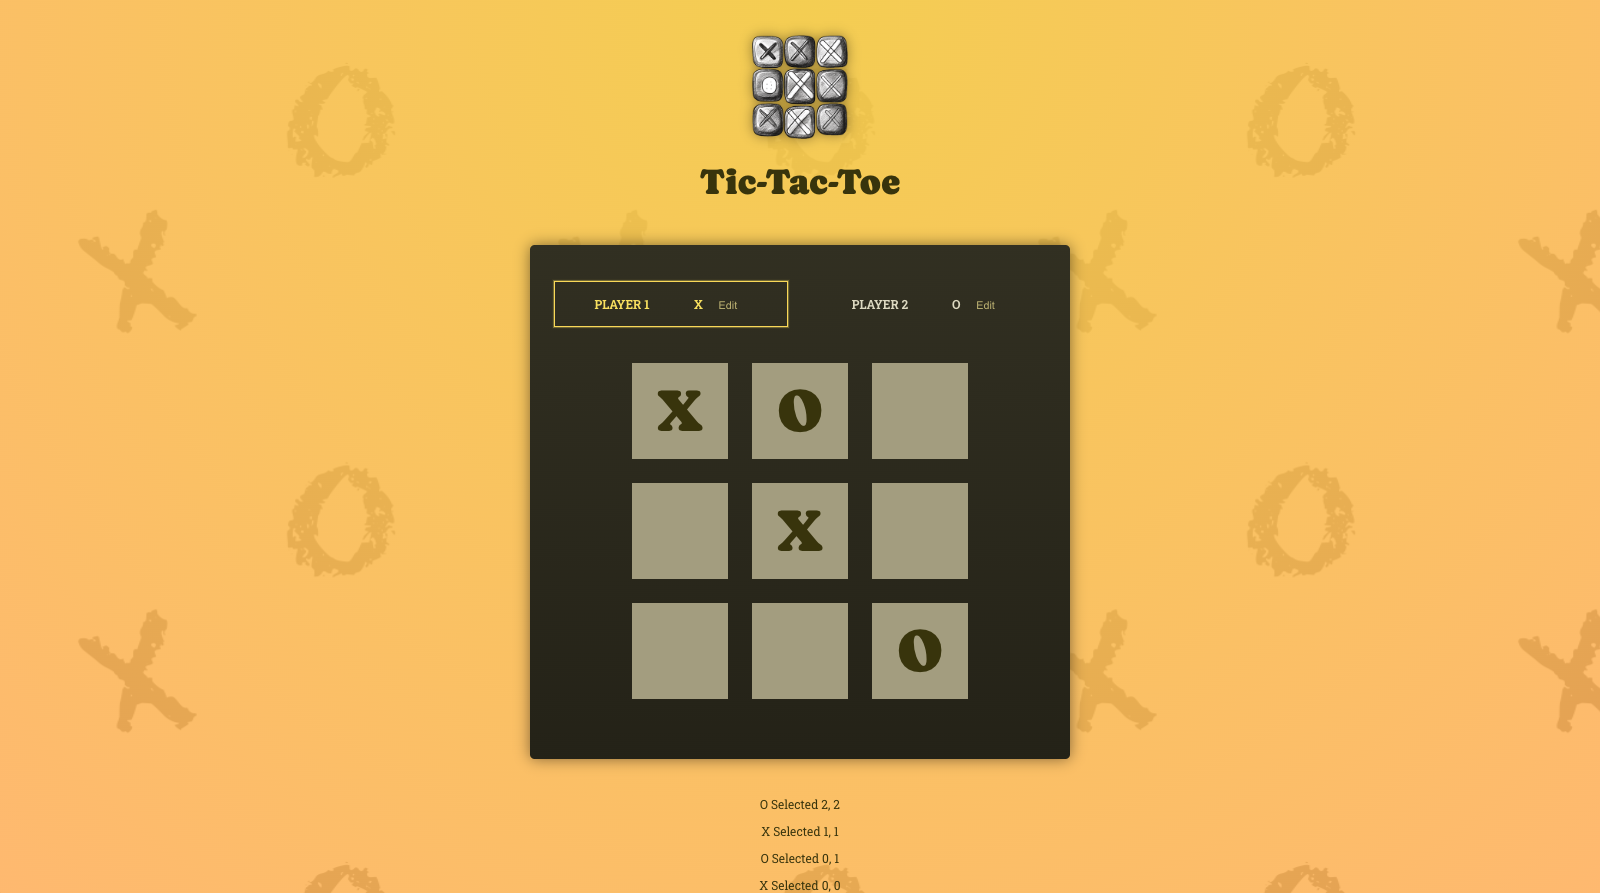 Tic-Tac-Toe
PLAYER 1 X Edit PLAYER 2 O Edit
X O
X
O
O Selected 2, 2
X Selected 1, 1
O Selected 0, 1
X Selected 0, 0